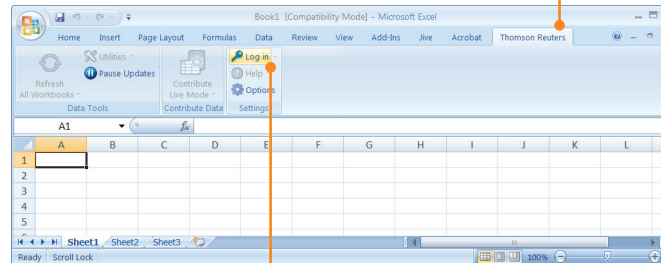 Book1 [Compatibility Mode] - Microsoft Excel
Home Insert Page Layout Formulas Data Review View Add-Ins Jive Acrobat Thomson Reuters
Refresh
All Workbooks
Utilities
Pause Updates
Data Tools
Contribute
Live Mode
Contribute Data
Log in
Help
Options
Settings
A1 fx
A B C D E F G H I J K L
1
2
3
4
5
Sheet1 Sheet2 Sheet3
Ready Scroll Lock 100%